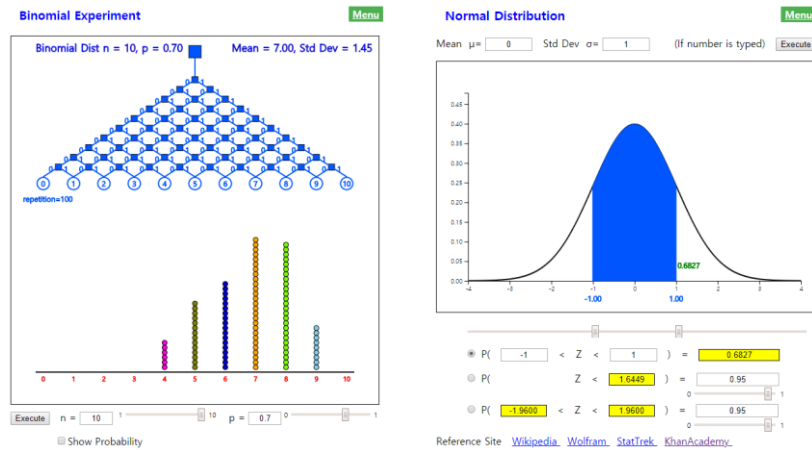 Binomial Experiment
Menu
Binomial Dist n = 10, p = 0.70
Mean = 7.00, Std Dev = 1.45
0 1 2 3 4 5 6 7 8 9 10
repetition=100
0 1 2 3 4 5 6 7 8 9 10
Execute n = 10 1 10 p = 0.7 0 1
Show Probability
Normal Distribution
Menu
Mean μ= 0 Std Dev σ= 1 (If number is typed) Execute
0.45
0.40
0.35
0.30
0.25
0.20
0.15
0.10
0.05
0.00
0.6827
-4 -3 -2 -1 0 1 2 3 4
-1.00 1.00
P( -1 < Z < 1 ) = 0.6827
P( Z < 1.6449 ) = 0.95
0 1
P( -1.9600 < Z < 1.9600 ) = 0.95
0 1
Reference Site Wikipedia Wolfram StatTrek KhanAcademy